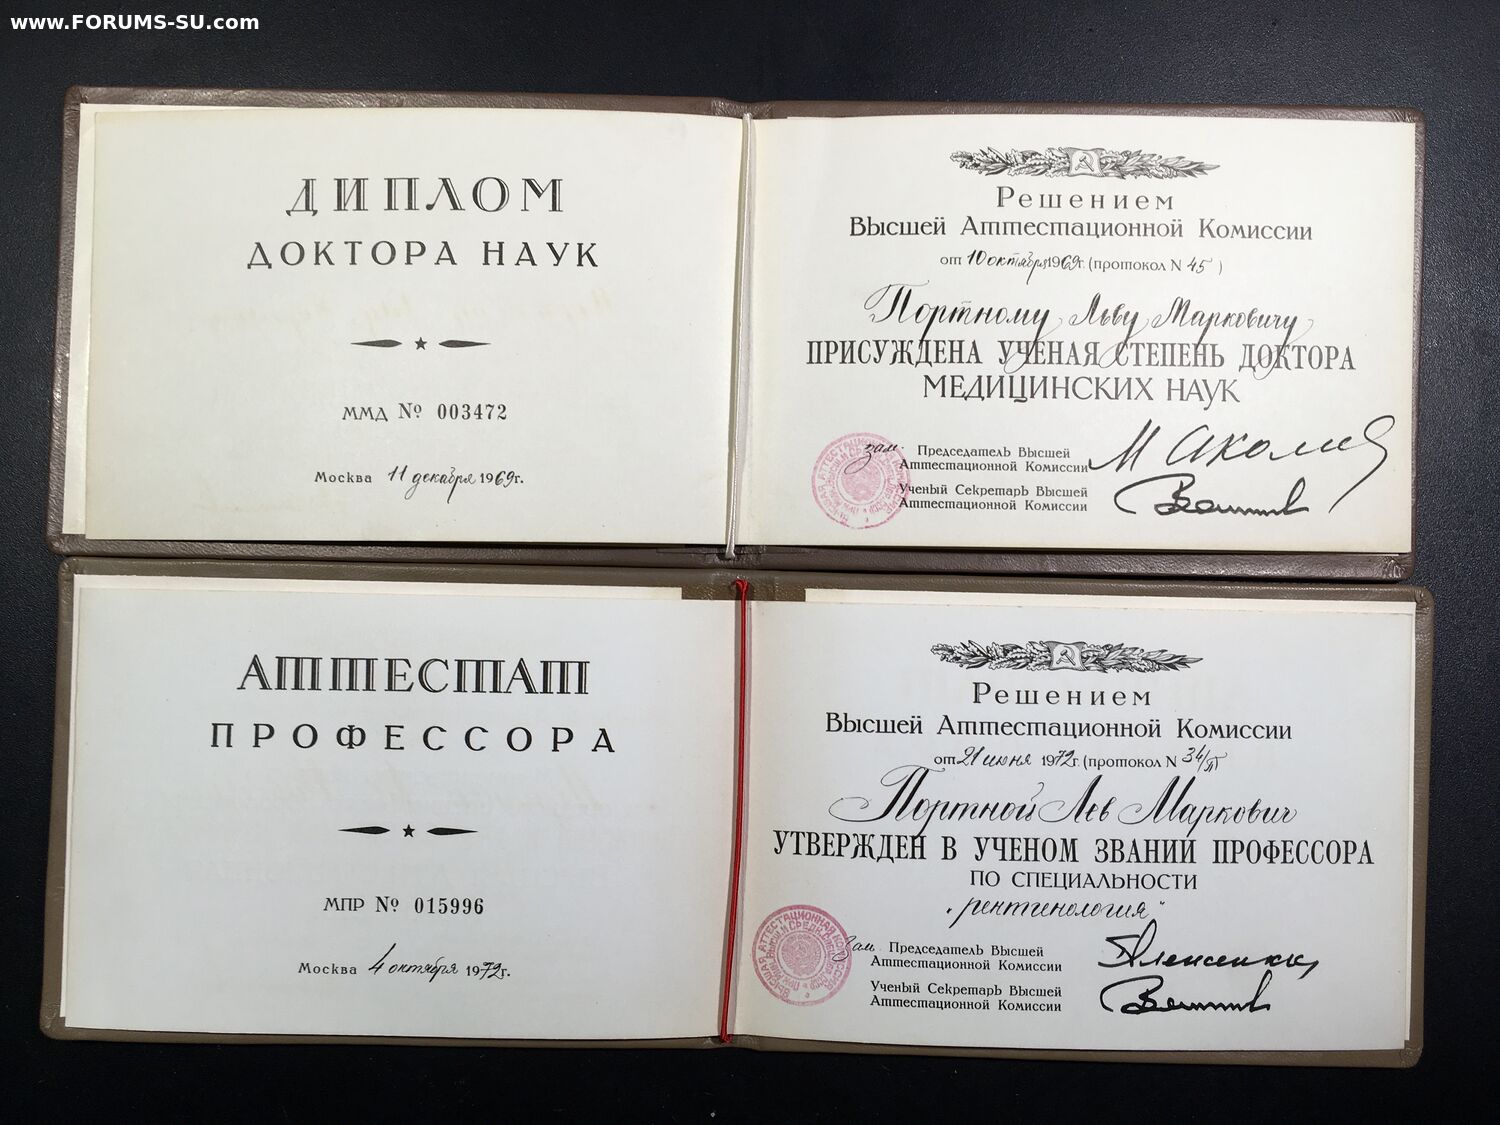 www.FORUMS-SU.com
ДИПЛОМ
ДОКТОРА НАУК
ММД № 003472
Москва 11 декабря 1969г.
Решением
Высшей Аттестационной Комиссии
от 10 октября 1969г. (протокол N 45 )
Портному Льву Марковичу
ПРИСУЖДЕНА УЧЕНАЯ СТЕПЕНЬ ДОКТОРА
МЕДИЦИНСКИХ НАУК
зам. Председатель Высшей
Аттестационной Комиссии
Ученый Секретарь Высшей
Аттестационной Комиссии
АТТЕСТАТ
ПРОФЕССОРА
МПР № 015996
Москва 4 октября 1972г.
Решением
Высшей Аттестационной Комиссии
от 21 июня 1972г. (протокол N 34/П
Портной Лев Маркович
УТВЕРЖДЕН В УЧЕНОМ ЗВАНИИ ПРОФЕССОРА
ПО СПЕЦИАЛЬНОСТИ
"рентгенология"
Зам. Председатель Высшей
Аттестационной Комиссии
Ученый Секретарь Высшей
Аттестационной Комиссии